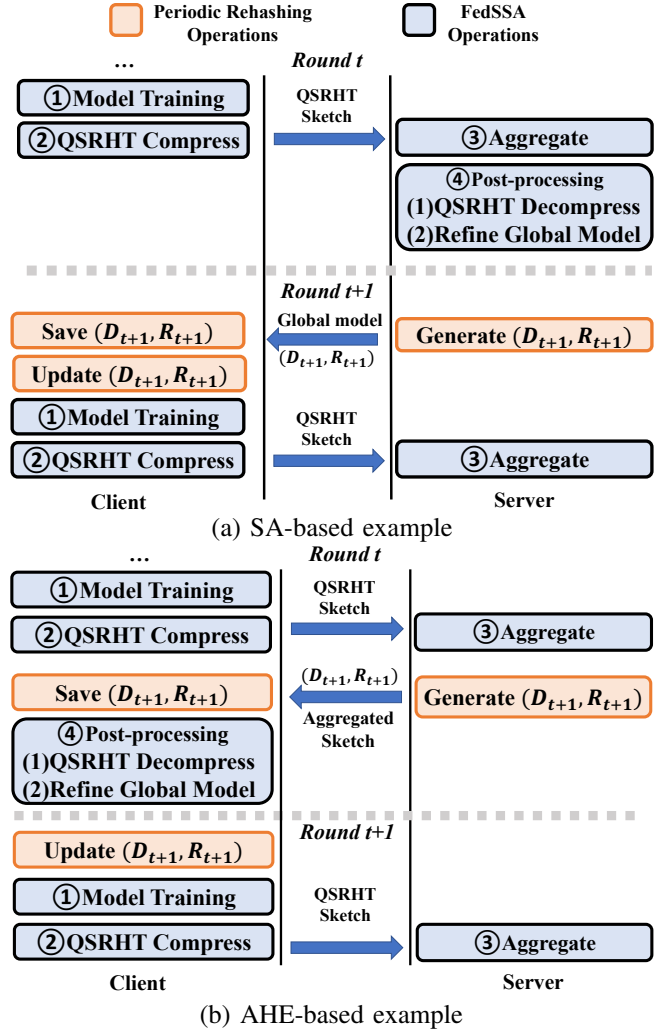 Periodic Rehashing
Operations
FedSSA
Operations
...
Round t
①Model Training
②QSRHT Compress
QSRHT
Sketch
③Aggregate
④Post-processing
(1)QSRHT Decompress
(2)Refine Global Model
Round t+1
Save (D_{t+1}, R_{t+1})
Global model
(D_{t+1}, R_{t+1})
Generate (D_{t+1}, R_{t+1})
Update (D_{t+1}, R_{t+1})
①Model Training
②QSRHT Compress
QSRHT
Sketch
③Aggregate
Client
Server
(a) SA-based example
...
Round t
①Model Training
②QSRHT Compress
QSRHT
Sketch
③Aggregate
Save (D_{t+1}, R_{t+1})
(D_{t+1}, R_{t+1})
Aggregated
Sketch
Generate (D_{t+1}, R_{t+1})
④Post-processing
(1)QSRHT Decompress
(2)Refine Global Model
Round t+1
Update (D_{t+1}, R_{t+1})
①Model Training
②QSRHT Compress
QSRHT
Sketch
③Aggregate
Client
Server
(b) AHE-based example